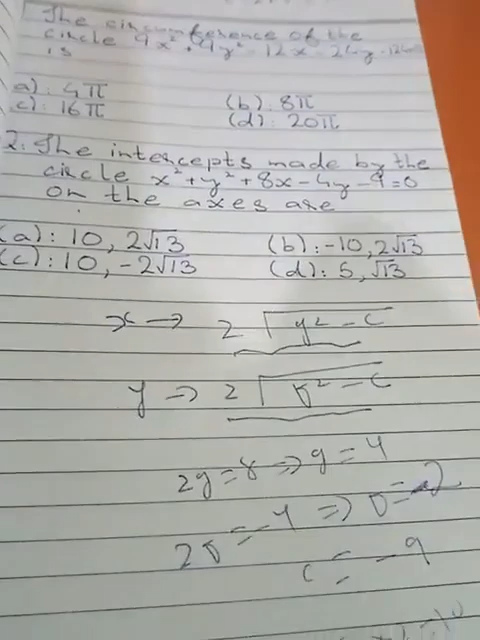 The circumference of the
circle 9x² + 9y² - 12x - 24y
is
a): 4π (b): 8π
c): 16π (d): 20π
2. The intercepts made by the
circle x² + y² + 8x - 4y - 9 = 0
on the axes are
(a): 10, 2√13 (b): -10, 2√13
(c): 10, -2√13 (d): 5, √13
x → 2 √g² - c
y → 2 √f² - c
2g = 8 ⇒ g = 4
2f = -4 ⇒ f = -2
c = -9